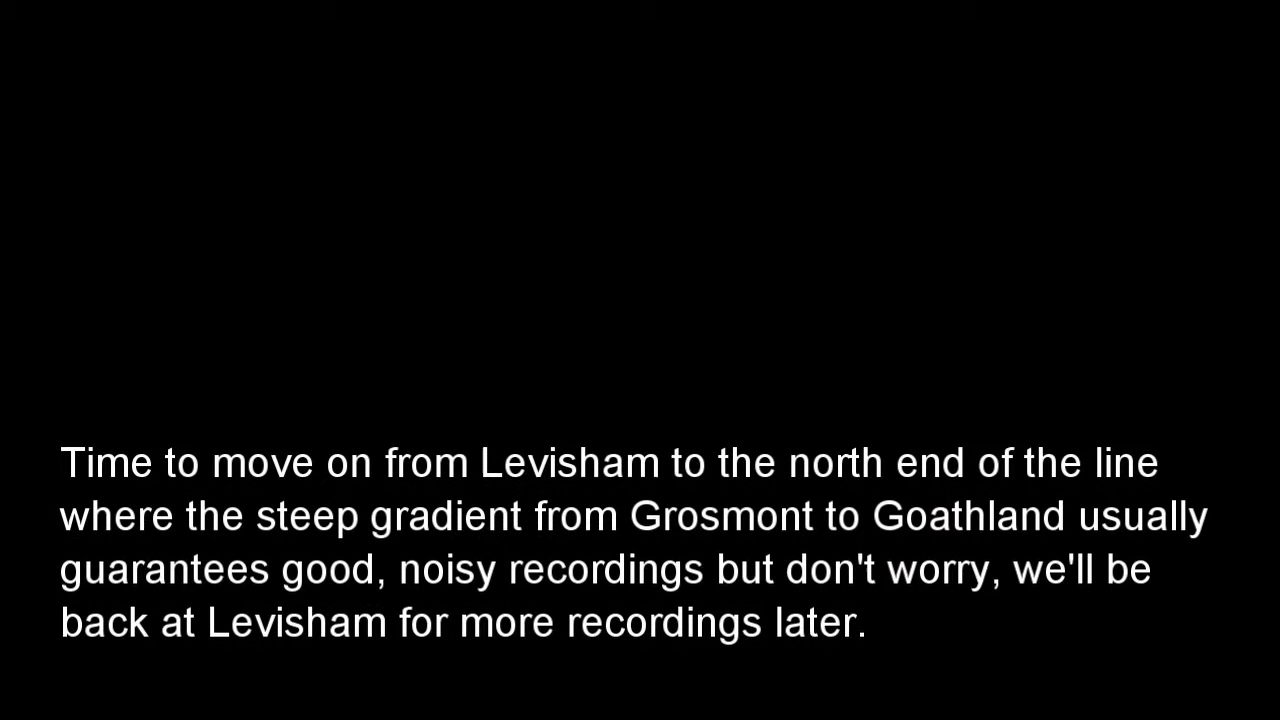 Time to move on from Levisham to the north end of the line
where the steep gradient from Grosmont to Goathland usually
guarantees good, noisy recordings but don't worry, we'll be
back at Levisham for more recordings later.